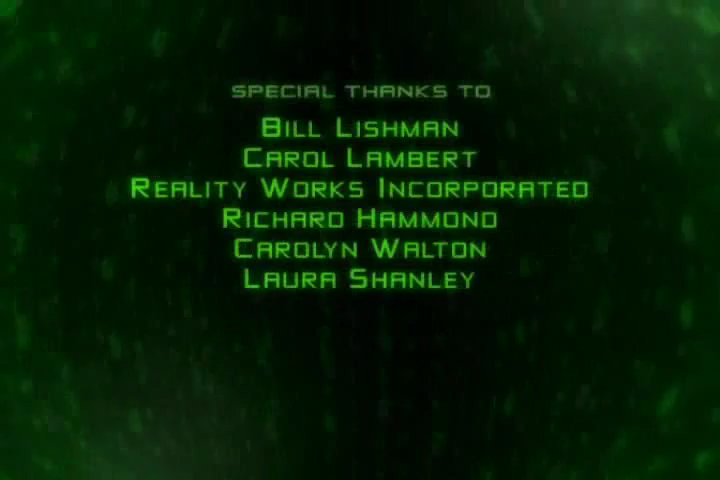 SPECIAL THANKS TO
BILL LISHMAN
CAROL LAMBERT
REALITY WORKS INCORPORATED
RICHARD HAMMOND
CAROLYN WALTON
LAURA SHANLEY